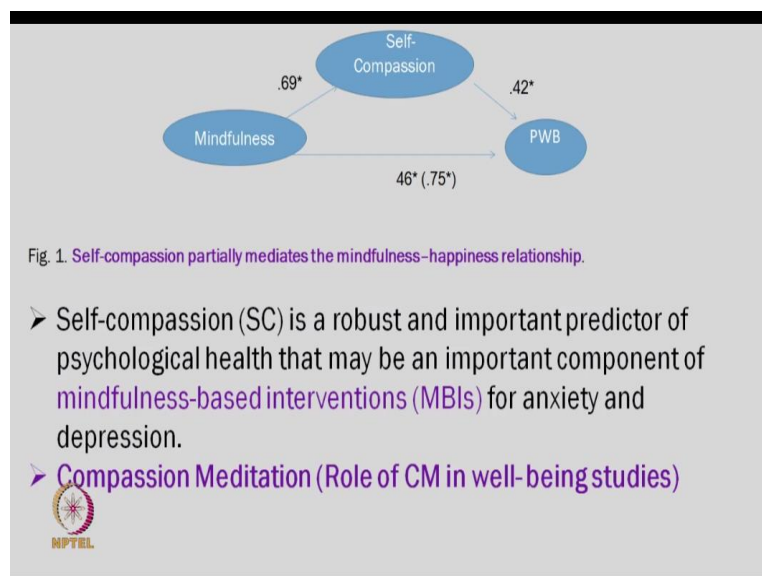 Self-
Compassion
.69*
.42*
Mindfulness
PWB
46* (.75*)
Fig. 1. Self-compassion partially mediates the mindfulness–happiness relationship.
➤ Self-compassion (SC) is a robust and important predictor of
psychological health that may be an important component of
mindfulness-based interventions (MBIs) for anxiety and
depression.
➤ Compassion Meditation (Role of CM in well-being studies)
NPTEL